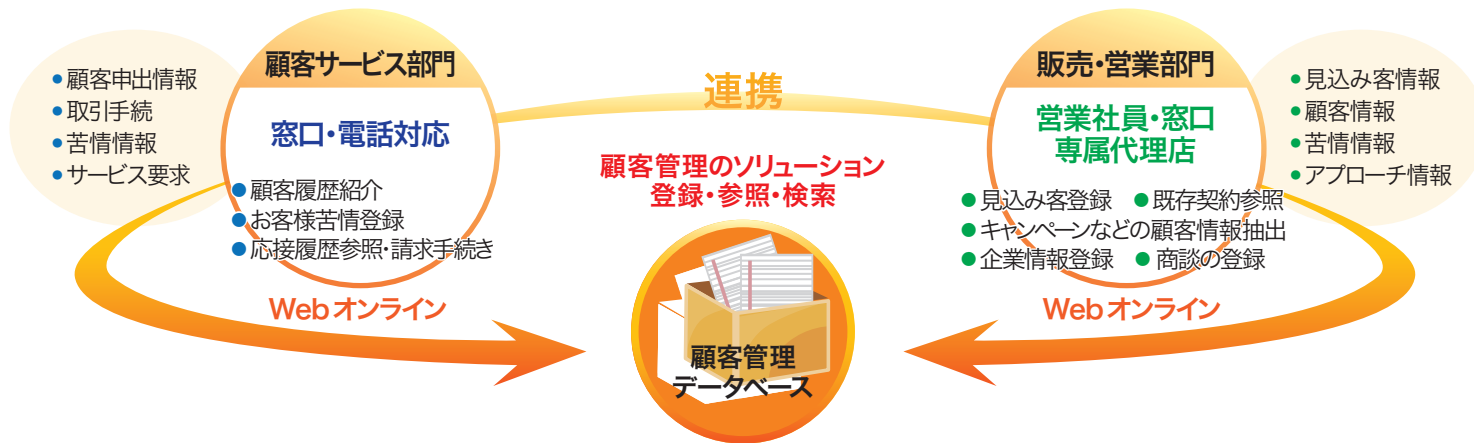 顧客サービス部門
窓口・電話対応
●顧客履歴紹介
●お客様苦情登録
●応接履歴参照・請求手続き
●顧客申出情報
●取引手続
●苦情情報
●サービス要求
Webオンライン
連携
顧客管理のソリューション
登録・参照・検索
顧客管理
データベース
販売・営業部門
営業社員・窓口
専属代理店
●見込み客登録 ●既存契約参照
●キャンペーンなどの顧客情報抽出
●企業情報登録 ●商談の登録
●見込み客情報
●顧客情報
●苦情情報
●アプローチ情報
Webオンライン